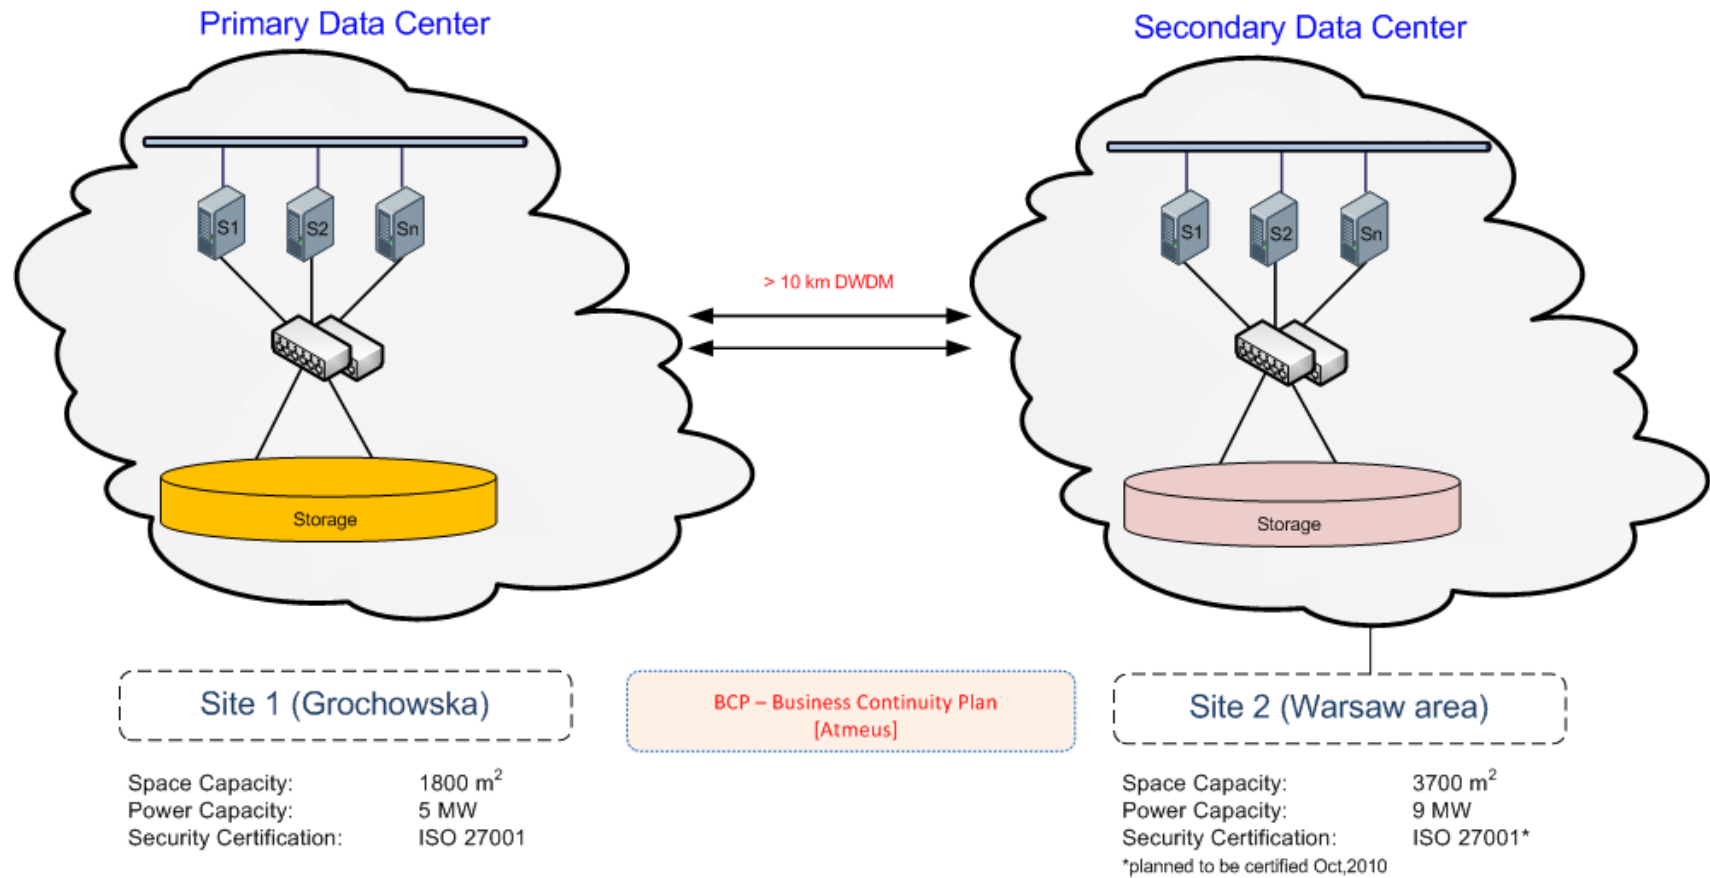 Primary Data Center
Secondary Data Center
S1 S2 Sn
S1 S2 Sn
> 10 km DWDM
Storage
Storage
Site 1 (Grochowska)
BCP – Business Continuity Plan
[Atmeus]
Site 2 (Warsaw area)
Space Capacity: 1800 m²
Power Capacity: 5 MW
Security Certification: ISO 27001
Space Capacity: 3700 m²
Power Capacity: 9 MW
Security Certification: ISO 27001*
*planned to be certified Oct,2010